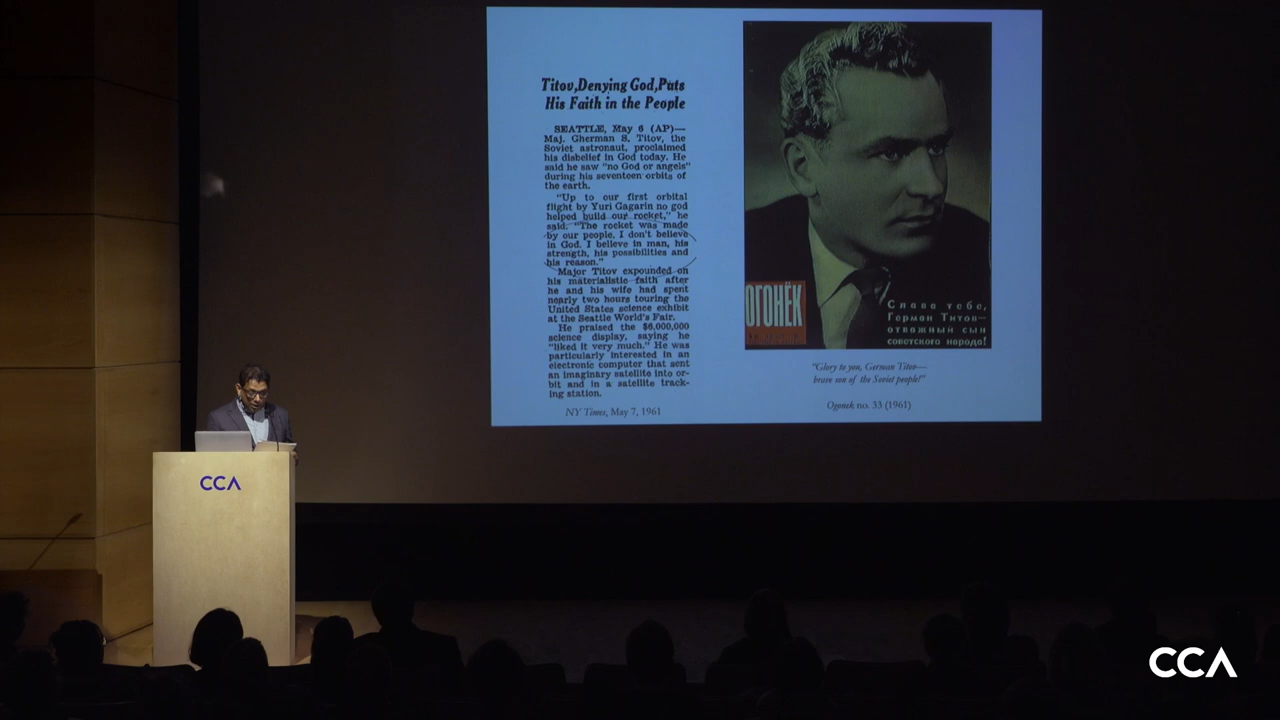 Titov,Denying God,Puts
His Faith in the People
SEATTLE, May 6 (AP)—
Maj. Gherman S. Titov, the
Soviet astronaut, proclaimed
his disbelief in God today. He
said he saw "no God or angels"
during his seventeen orbits of
the earth.
"Up to our first orbital
flight by Yuri Gagarin no god
helped build our rocket," he
said. "The rocket was made
by our people. I don't believe
in God. I believe in man, his
strength, his possibilities and
his reason."
Major Titov expounded on
his materialistic faith after
he and his wife had spent
nearly two hours touring the
United States science exhibit
at the Seattle World's Fair.
He praised the $6,000,000
science display, saying he
"liked it very much." He was
particularly interested in an
electronic computer that sent
an imaginary satellite into or-
bit and in a satellite track-
ing station.
NY Times, May 7, 1961
ОГОНЁК
Слава тебе,
Герман Титов—
отважный сын
советского народа!
"Glory to you, German Titov—
brave son of the Soviet people!"
Ogonek no. 33 (1961)
CCA
CCA